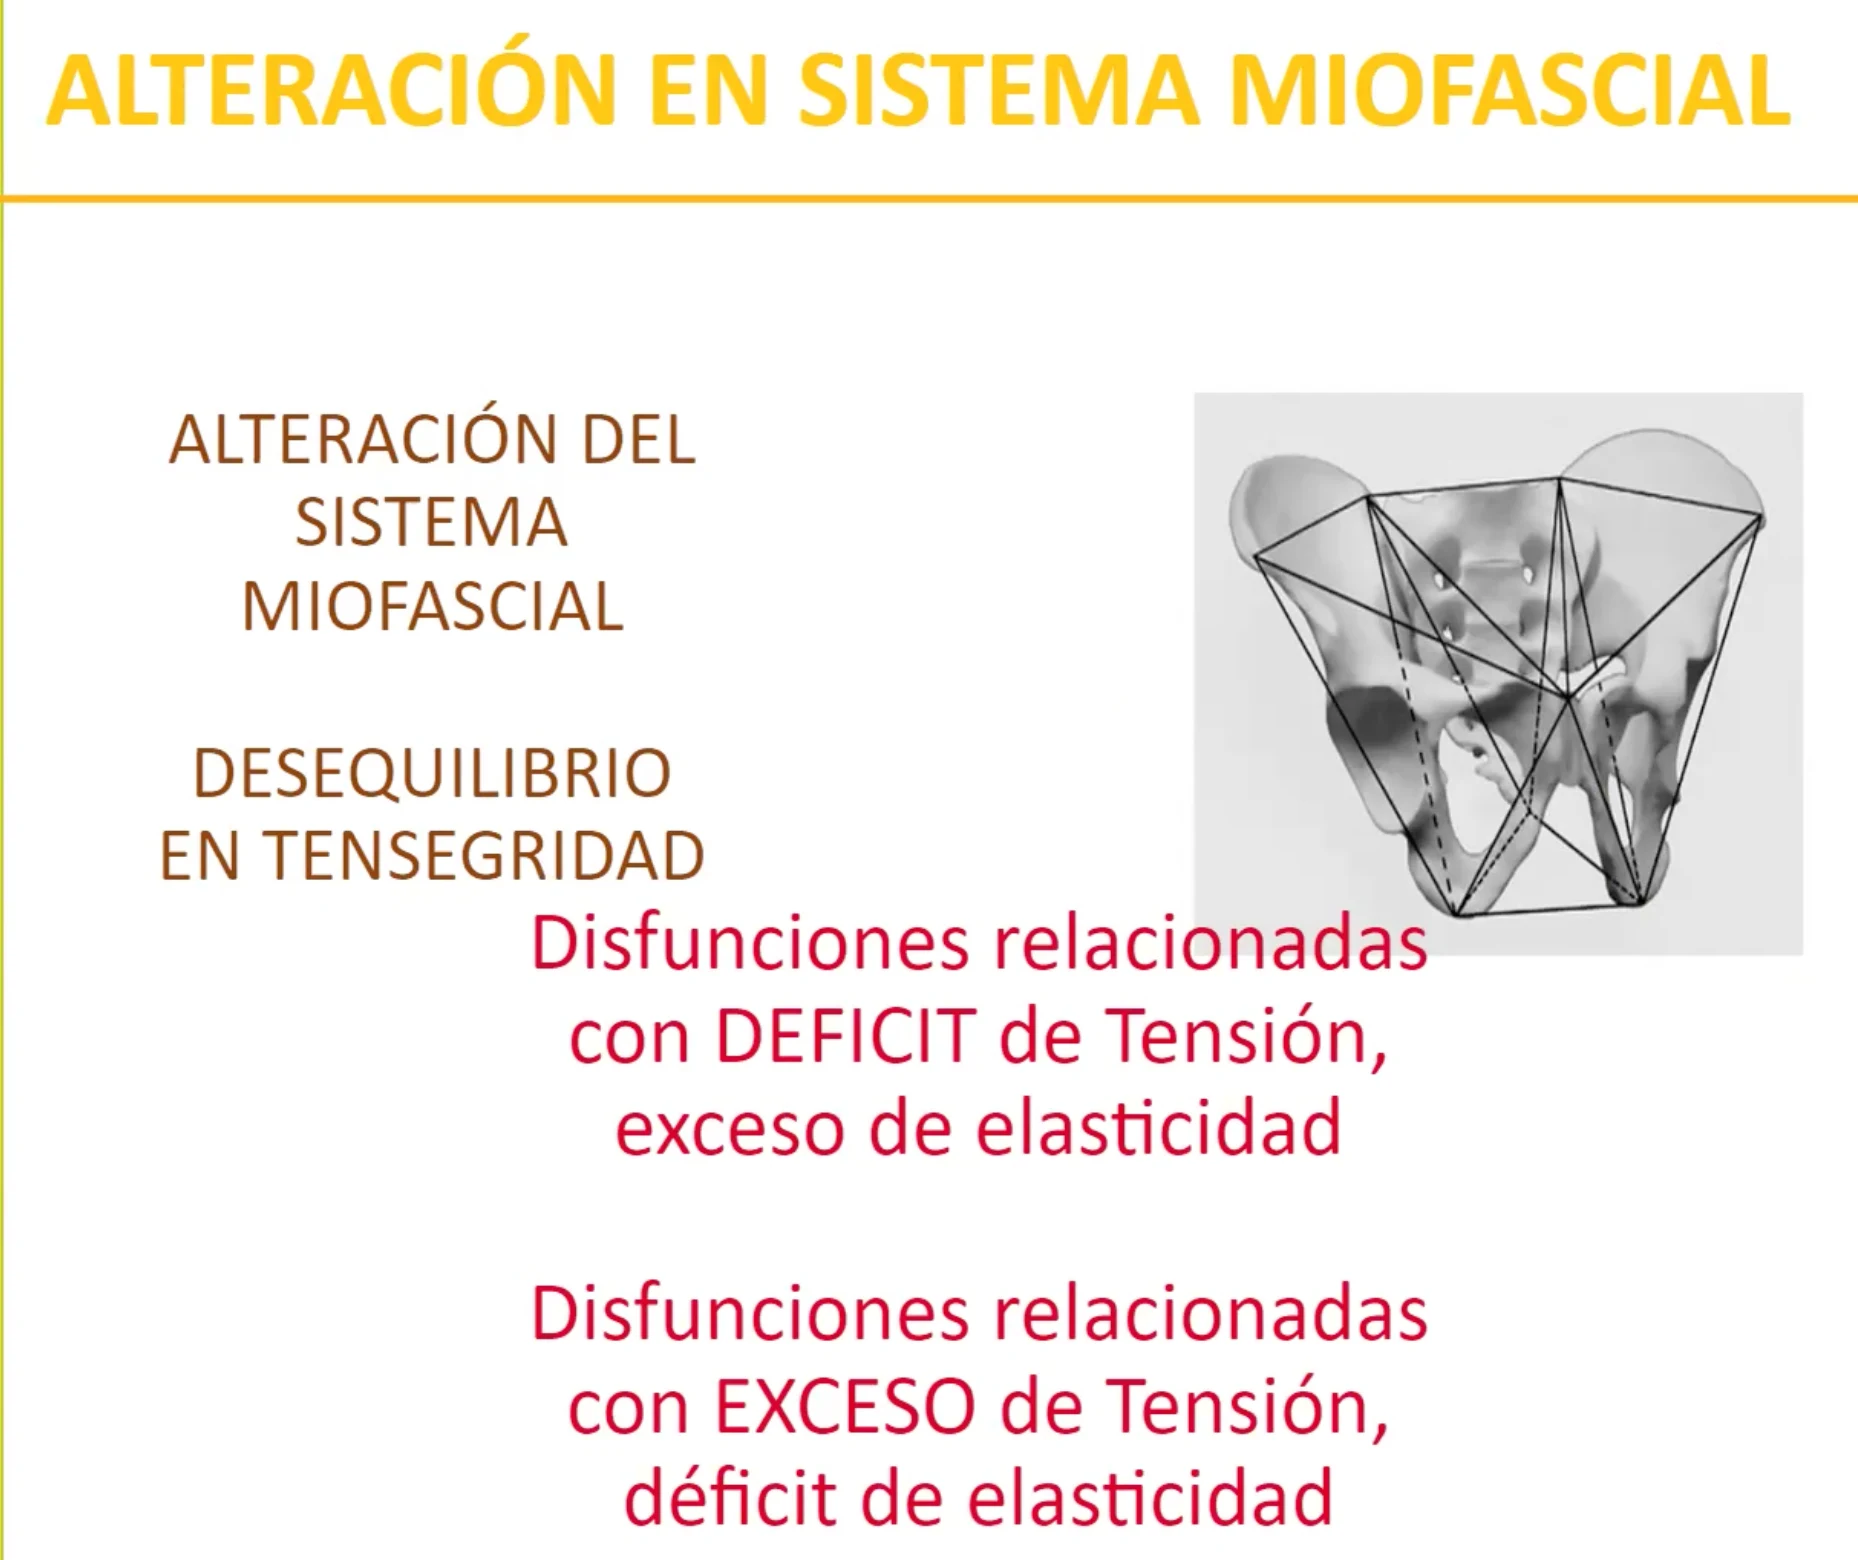 ALTERACIÓN EN SISTEMA MIOFASCIAL
ALTERACIÓN DEL
SISTEMA
MIOFASCIAL
DESEQUILIBRIO
EN TENSEGRIDAD
Disfunciones relacionadas
con DEFICIT de Tensión,
exceso de elasticidad
Disfunciones relacionadas
con EXCESO de Tensión,
déficit de elasticidad